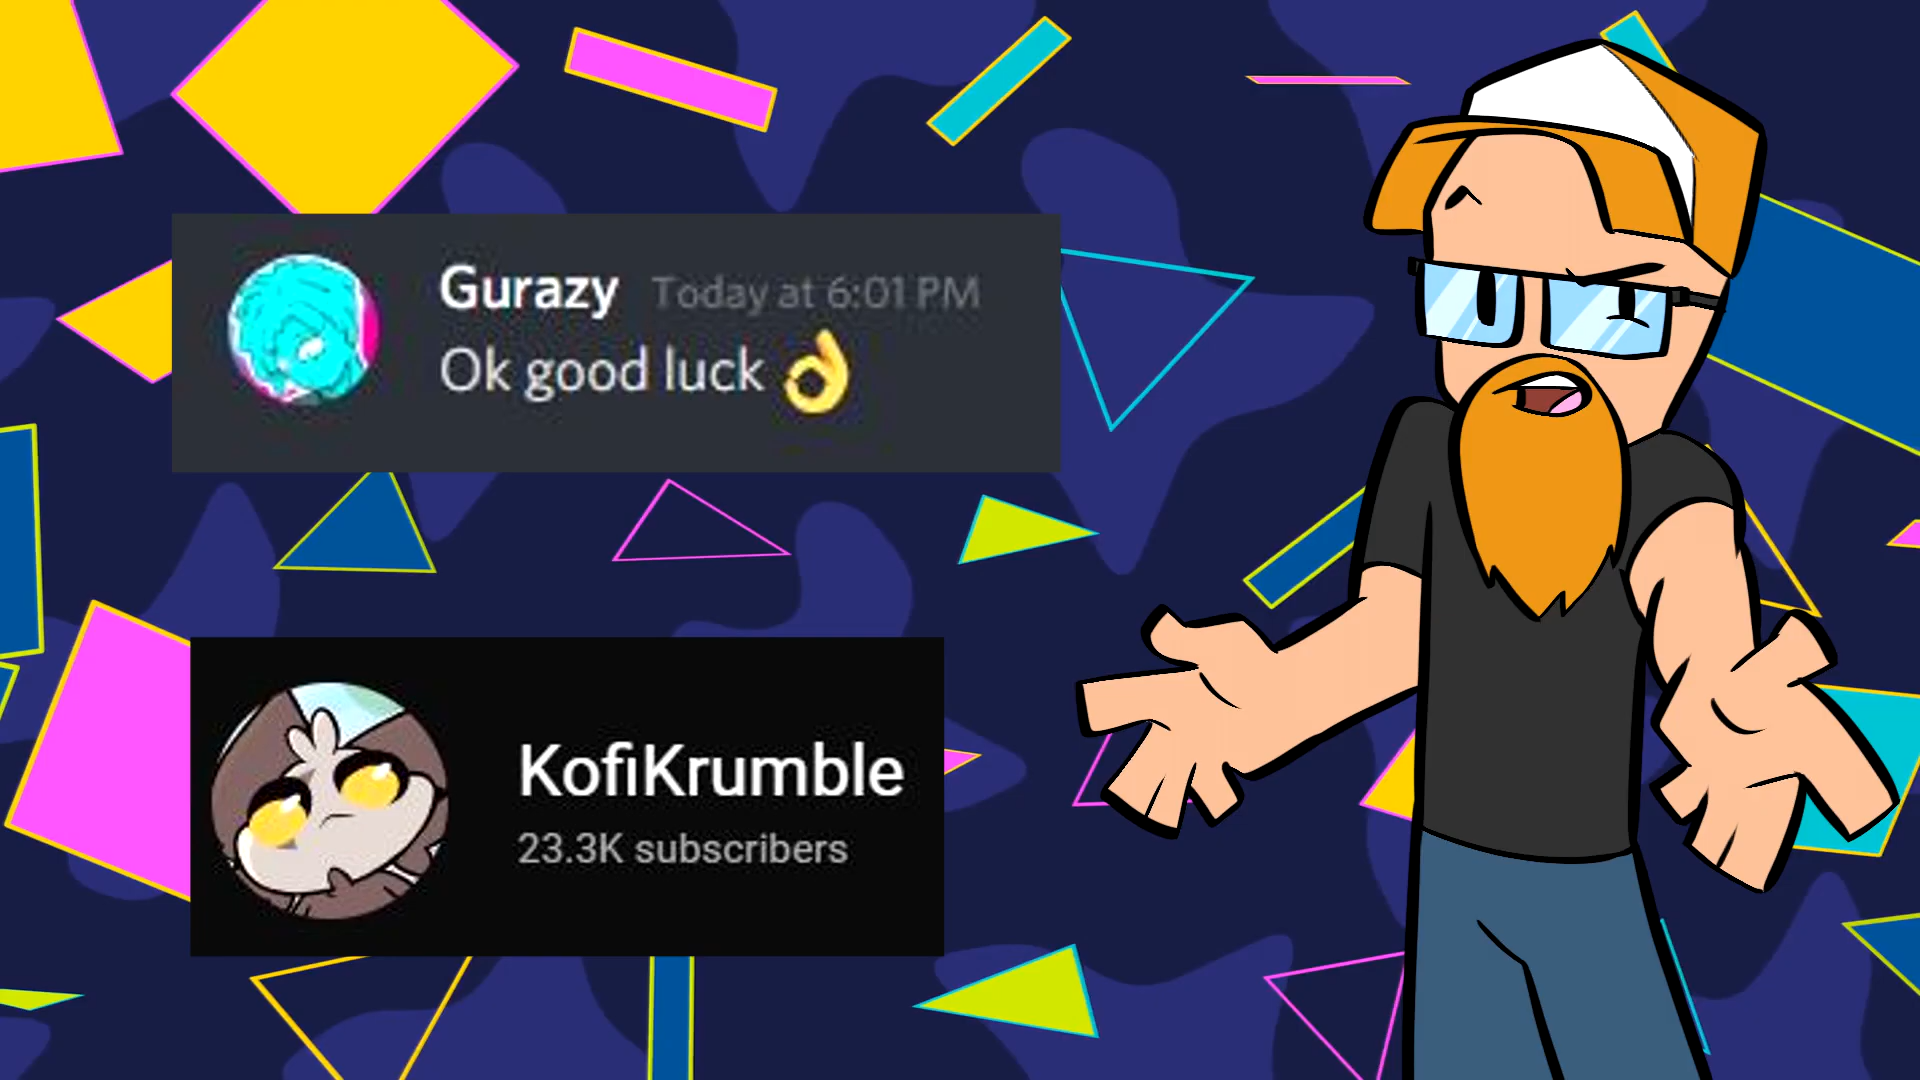 Gurazy Today at 6:01 PM
Ok good luck 👌
KofiKrumble
23.3K subscribers